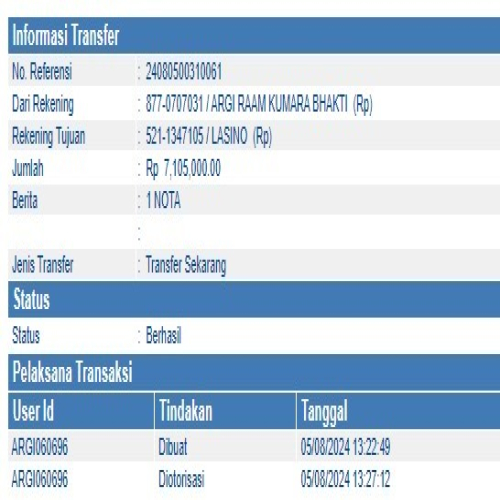 Informasi Transfer
No. Referensi : 24080500310061
Dari Rekening : 877-0707031 / ARGI RAAM KUMARA BHAKTI (Rp)
Rekening Tujuan : 521-1347105 / LASINO (Rp)
Jumlah : Rp 7,105,000.00
Berita : 1 NOTA
:
Jenis Transfer : Transfer Sekarang
Status
Status : Berhasil
Pelaksana Transaksi
User Id Tindakan Tanggal
ARGI060696 Dibuat 05/08/2024 13:22:49
ARGI060696 Diotorisasi 05/08/2024 13:27:12